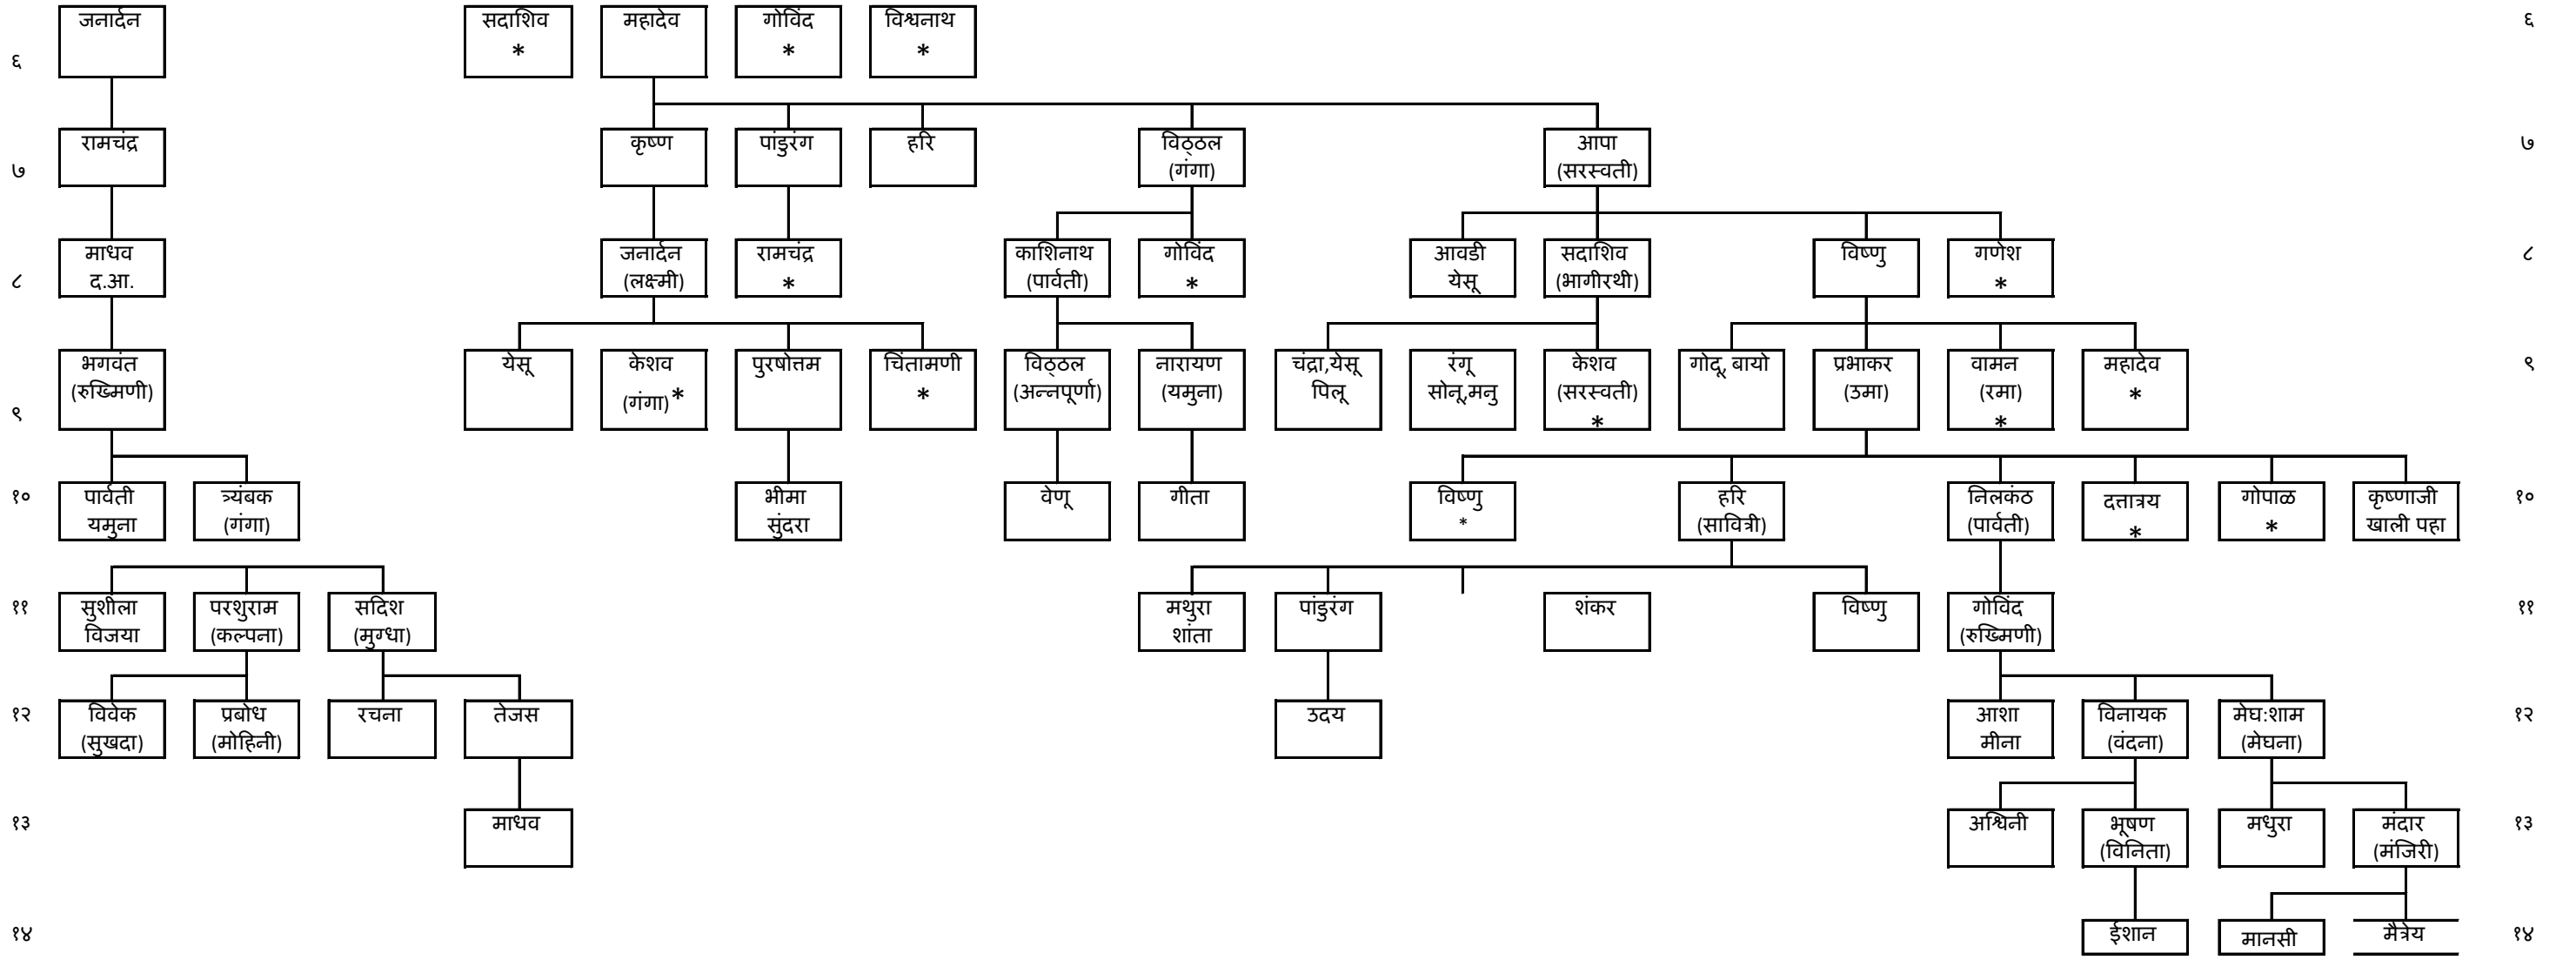 जनार्दन सदाशिव महादेव गोविंद विश्वनाथ ६
६ * * *
रामचंद्र कृष्ण पांडुरंग हरि विठ्ठल आपा ७
७ (गंगा) (सरस्वती)
माधव जनार्दन रामचंद्र काशिनाथ गोविंद आवडी सदाशिव विष्णु गणेश ८
८ द.आ. (लक्ष्मी) * (पार्वती) * येसू (भागीरथी) *
भगवंत येसू केशव पुरषोत्तम चिंतामणी विठ्ठल नारायण चंद्रा,येसू रंगू केशव गोदू, बायो प्रभाकर वामन महादेव ९
(रुख्मिणी) (गंगा)* * (अन्नपूर्णा) (यमुना) पिलू सोनू,मनु (सरस्वती) (उमा) (रमा) *
९ * *
१० पार्वती त्र्यंबक भीमा वेणू गीता विष्णु हरि निलकंठ दत्तात्रय गोपाळ कृष्णाजी १०
यमुना (गंगा) सुंदरा * (सावित्री) (पार्वती) * * खाली पहा
११ सुशीला परशुराम सदिश मथुरा पांडुरंग शंकर विष्णु गोविंद ११
विजया (कल्पना) (मुग्धा) शांता (रुख्मिणी)
१२ विवेक प्रबोध रचना तेजस उदय आशा विनायक मेघ:शाम १२
(सुखदा) (मोहिनी) मीना (वंदना) (मेघना)
१३ माधव अश्विनी भूषण मधुरा मंदार १३
(विनिता) (मंजिरी)
१४ ईशान मानसी मैत्रेय १४